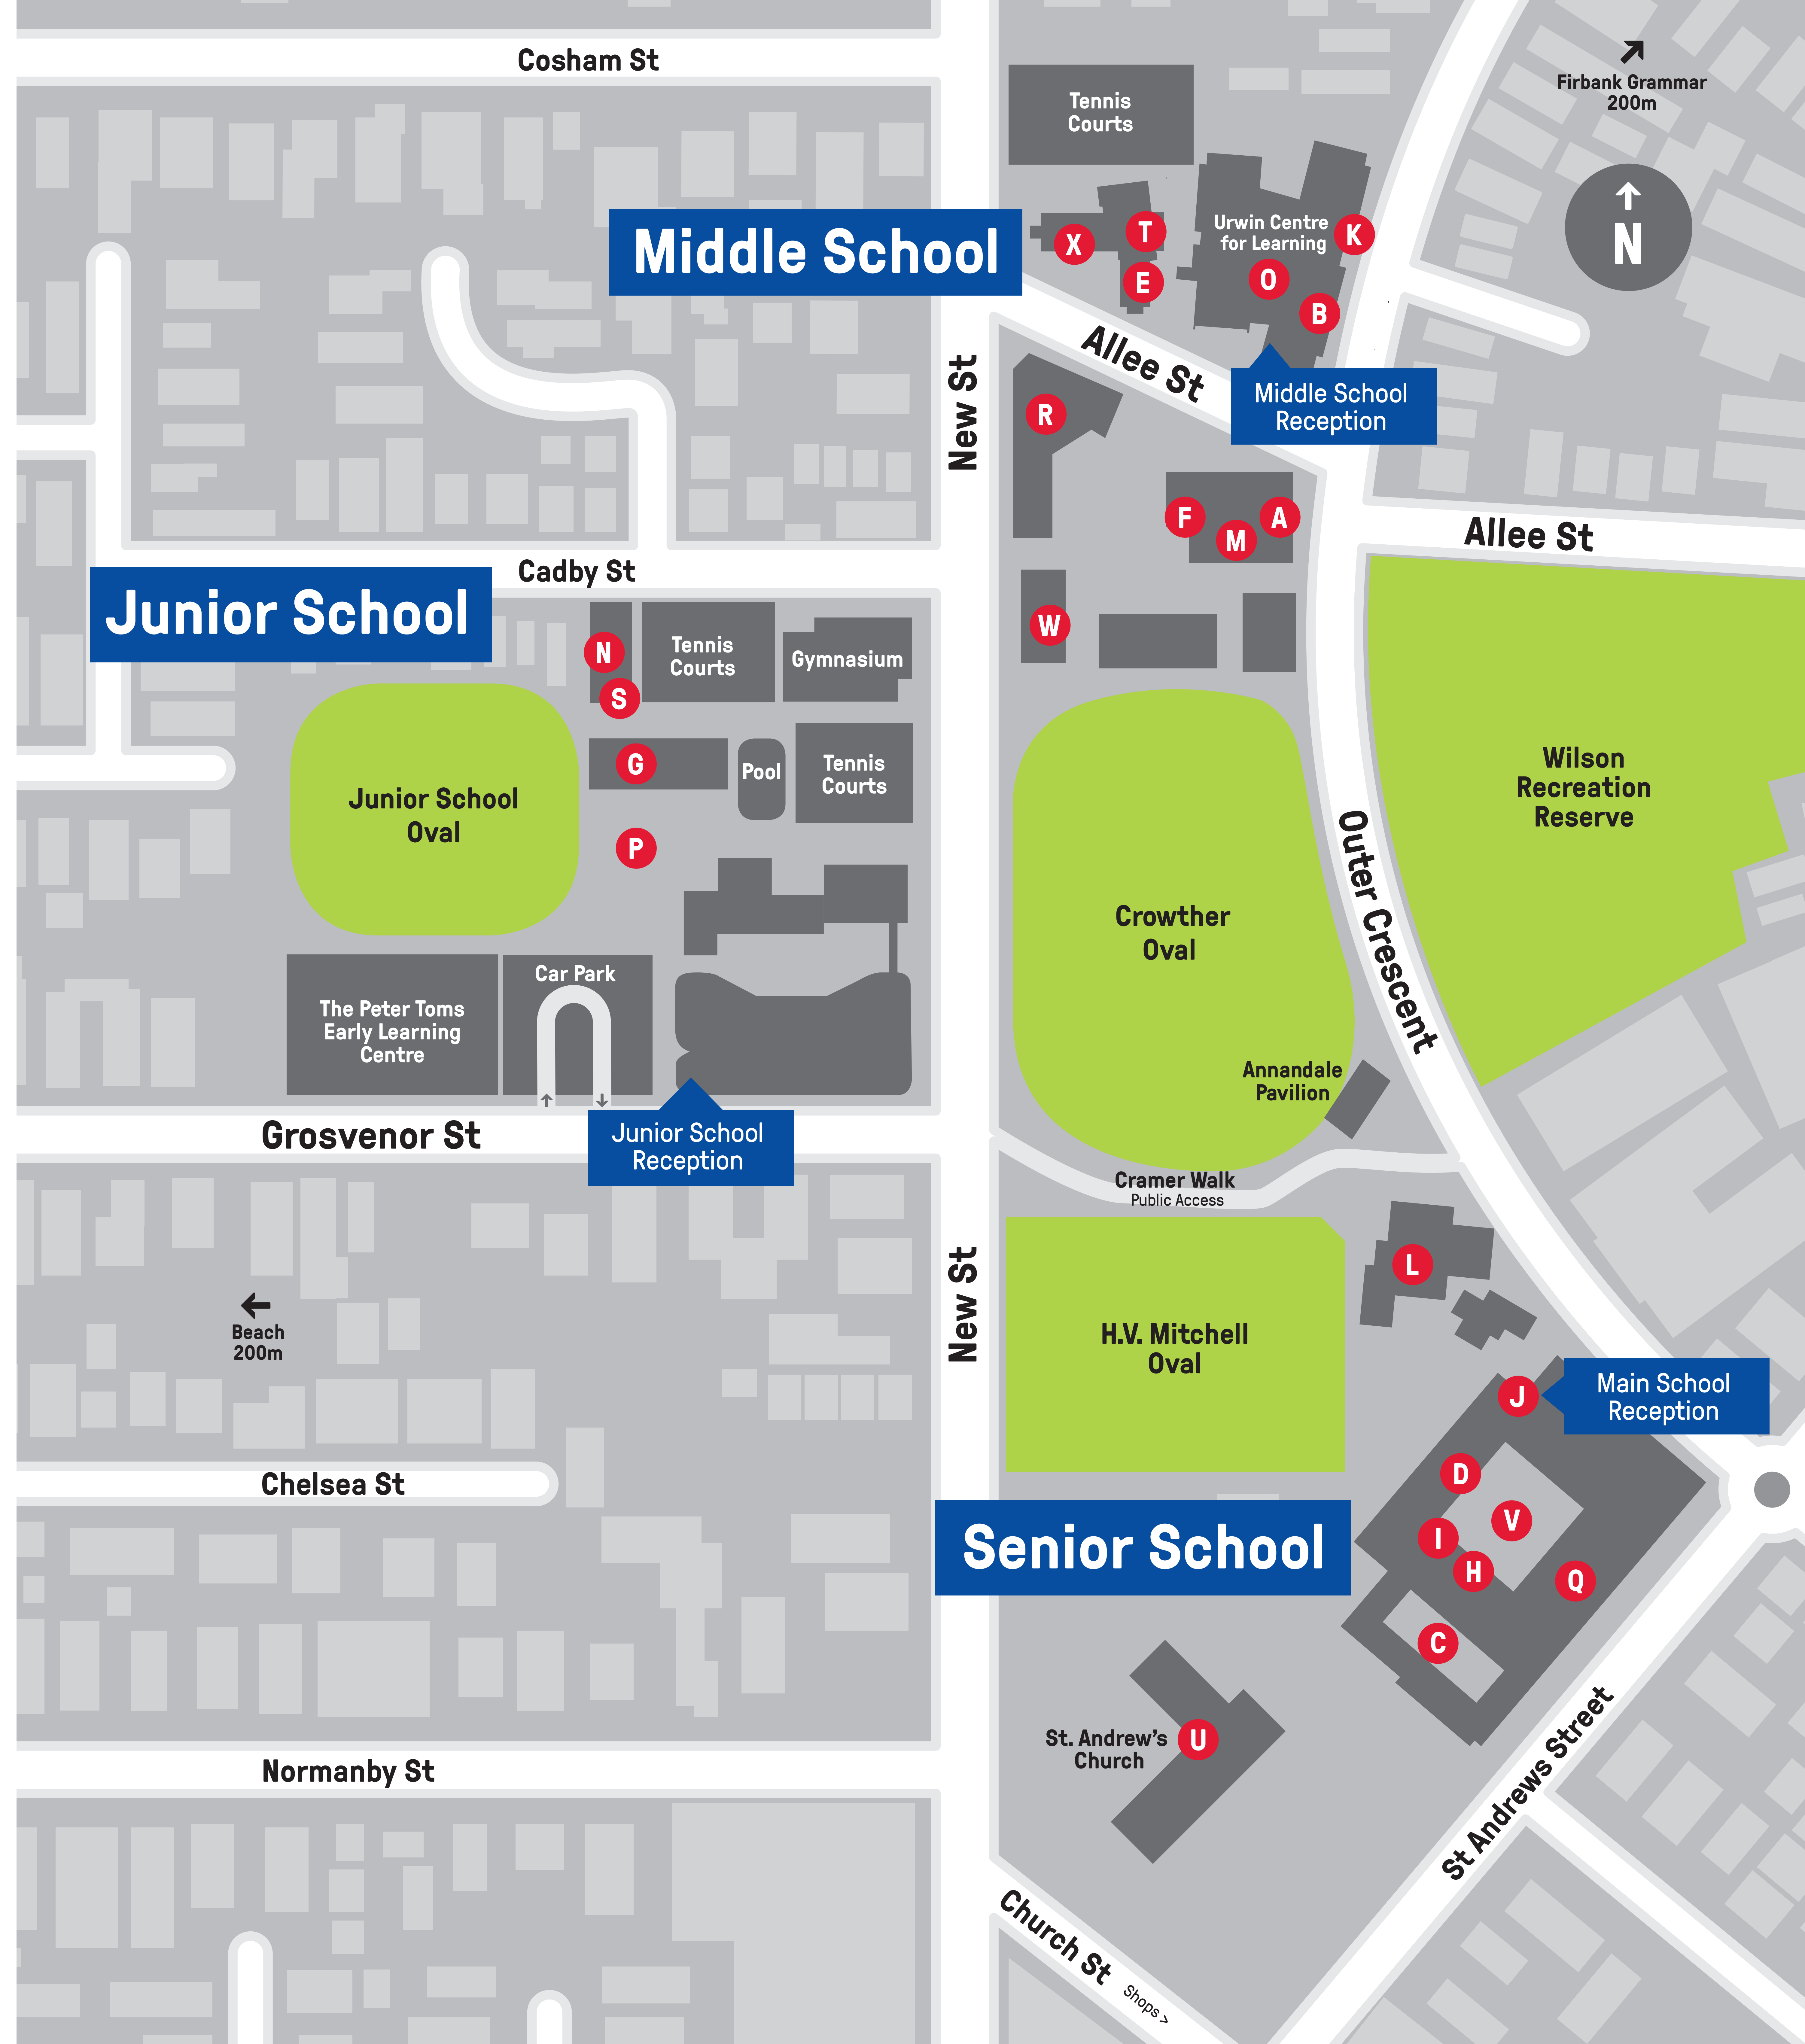 Cosham St
Firbank Grammar
200m
N
Tennis
Courts
Middle School
X
T
E
Urwin Centre
for Learning
K
O
B
Allee St
Middle School
Reception
New St
R
F
M
A
Allee St
Cadby St
Junior School
N
S
Tennis
Courts
Gymnasium
W
G
Pool
Tennis
Courts
Junior School
Oval
P
Wilson
Recreation
Reserve
Outer Crescent
Crowther
Oval
Car Park
The Peter Toms
Early Learning
Centre
Annandale
Pavilion
Grosvenor St
Junior School
Reception
Cramer Walk
Public Access
New St
L
Beach
200m
H.V. Mitchell
Oval
J
Main School
Reception
Chelsea St
D
V
I
H
Q
Senior School
C
St. Andrew's
Church
U
Normanby St
St Andrews Street
Church St
Shops >